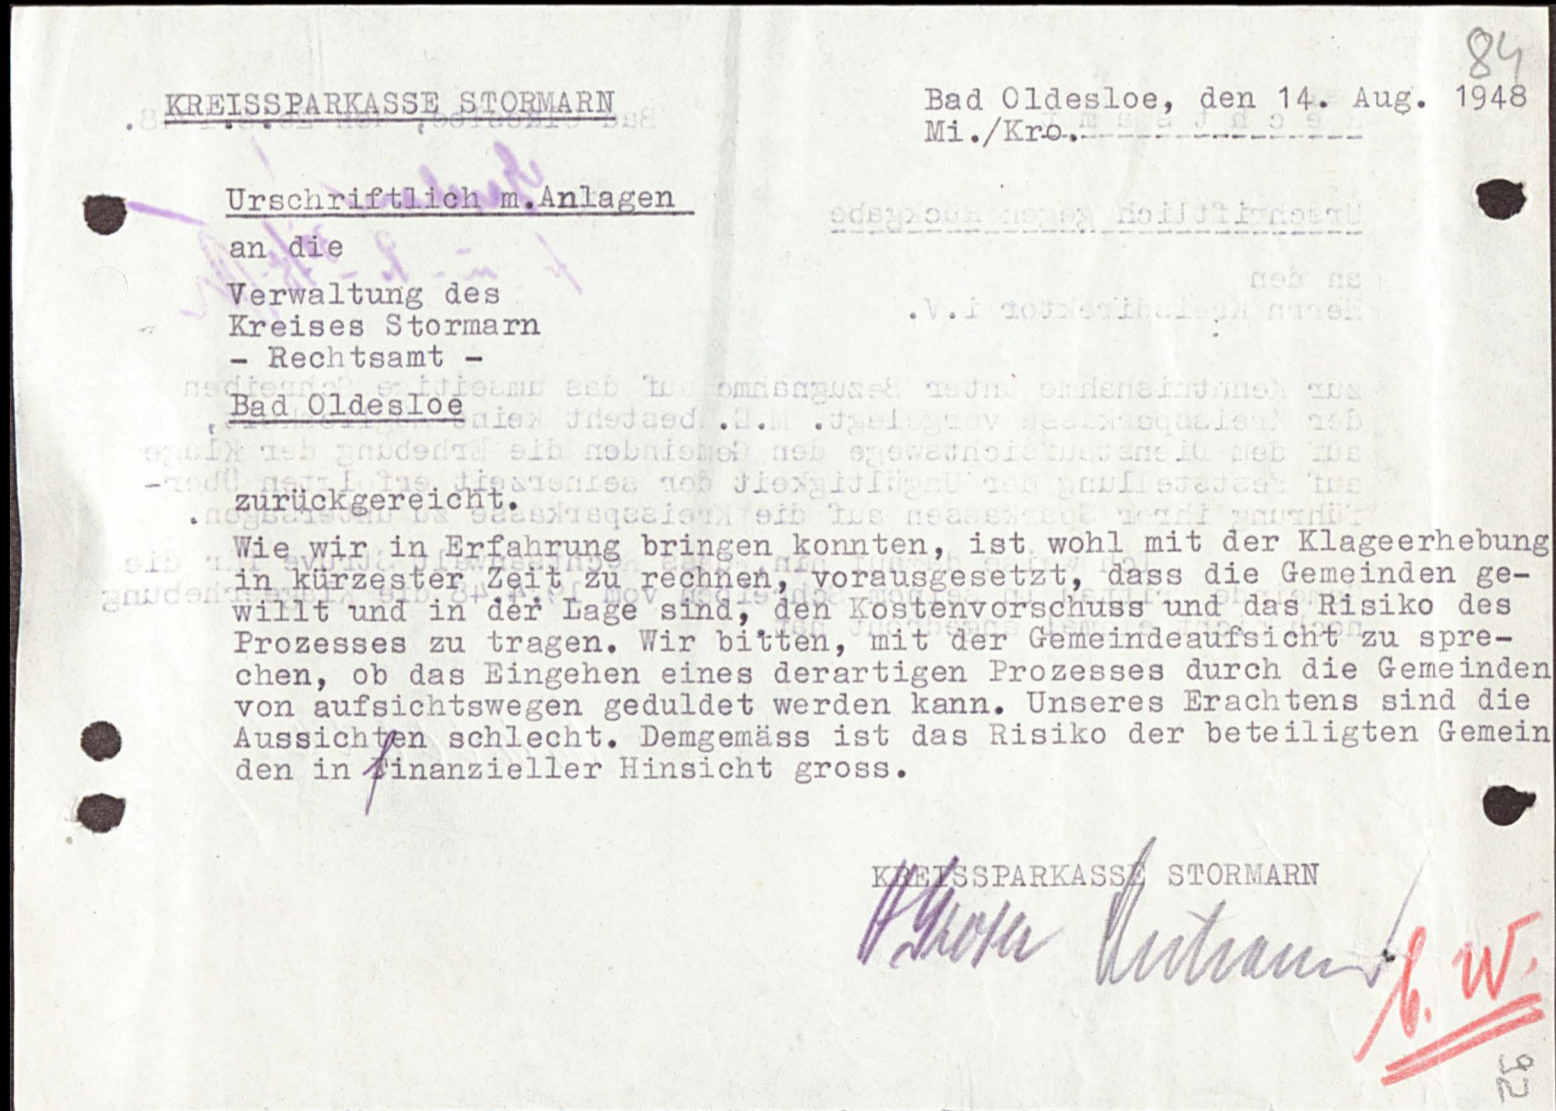 84
KREISSPARKASSE STORMARN
Bad Oldesloe, den 14. Aug. 1948
Mi./Kro.
Urschriftlich m.Anlagen
an die
Verwaltung des
Kreises Stormarn
- Rechtsamt -
Bad Oldesloe
zurückgereicht.
Wie wir in Erfahrung bringen konnten, ist wohl mit der Klageerhebung
in kürzester Zeit zu rechnen, vorausgesetzt, dass die Gemeinden ge-
willt und in der Lage sind, den Kostenvorschuss und das Risiko des
Prozesses zu tragen. Wir bitten, mit der Gemeindeaufsicht zu spre-
chen, ob das Eingehen eines derartigen Prozesses durch die Gemeinden
von aufsichtswegen geduldet werden kann. Unseres Erachtens sind die
Aussichten schlecht. Demgemäss ist das Risiko der beteiligten Gemein
den in finanzieller Hinsicht gross.
KREISSPARKASSE STORMARN
b. W.
92